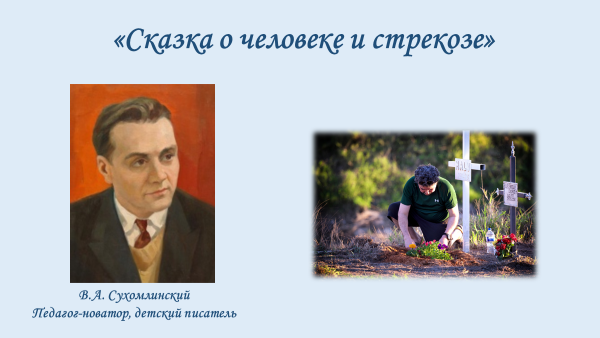 «Сказка о человеке и стрекозе»
В.А. Сухомлинский
Педагог-новатор, детский писатель